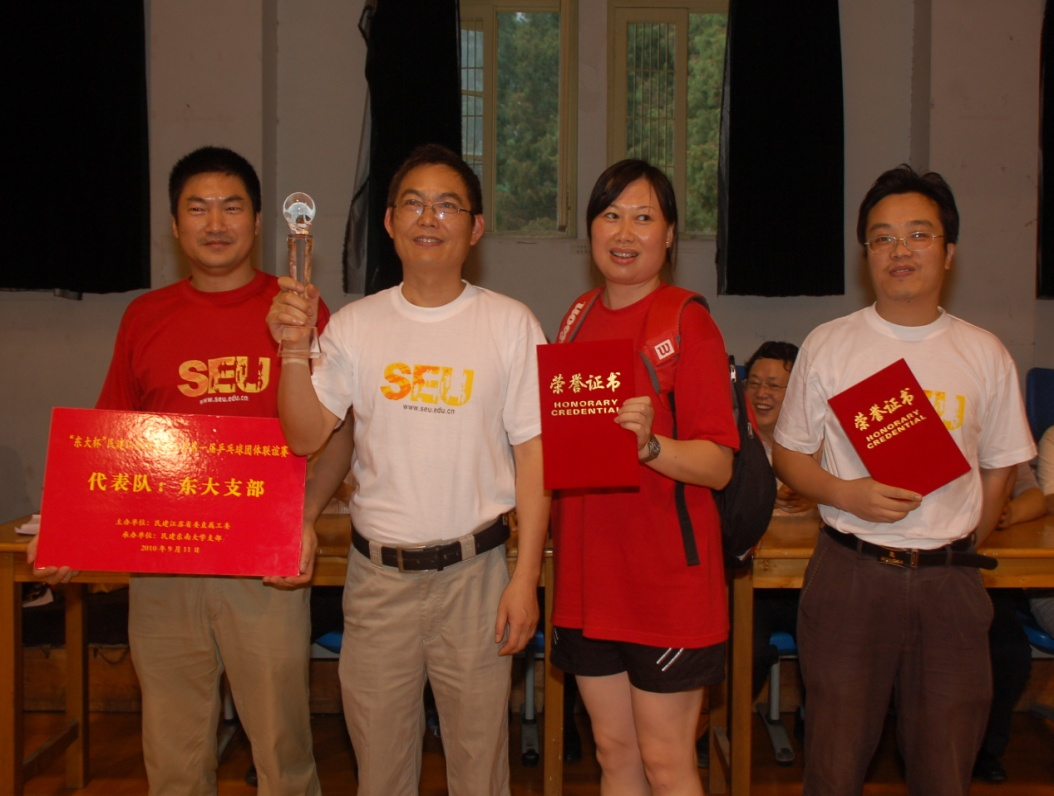 SEU
www.seu.edu.cn
SEU
www.seu.edu.cn
"东大杯"民建江 一届乒乓球团体联谊赛
代表队：东大支部
主办单位：民建江苏省委直属工委
承办单位：民建东南大学支部
2010年9月11日
Wilson
W
荣誉证书
HONORARY
CREDENTIAL
荣誉证书
HONORARY
CREDENTIAL